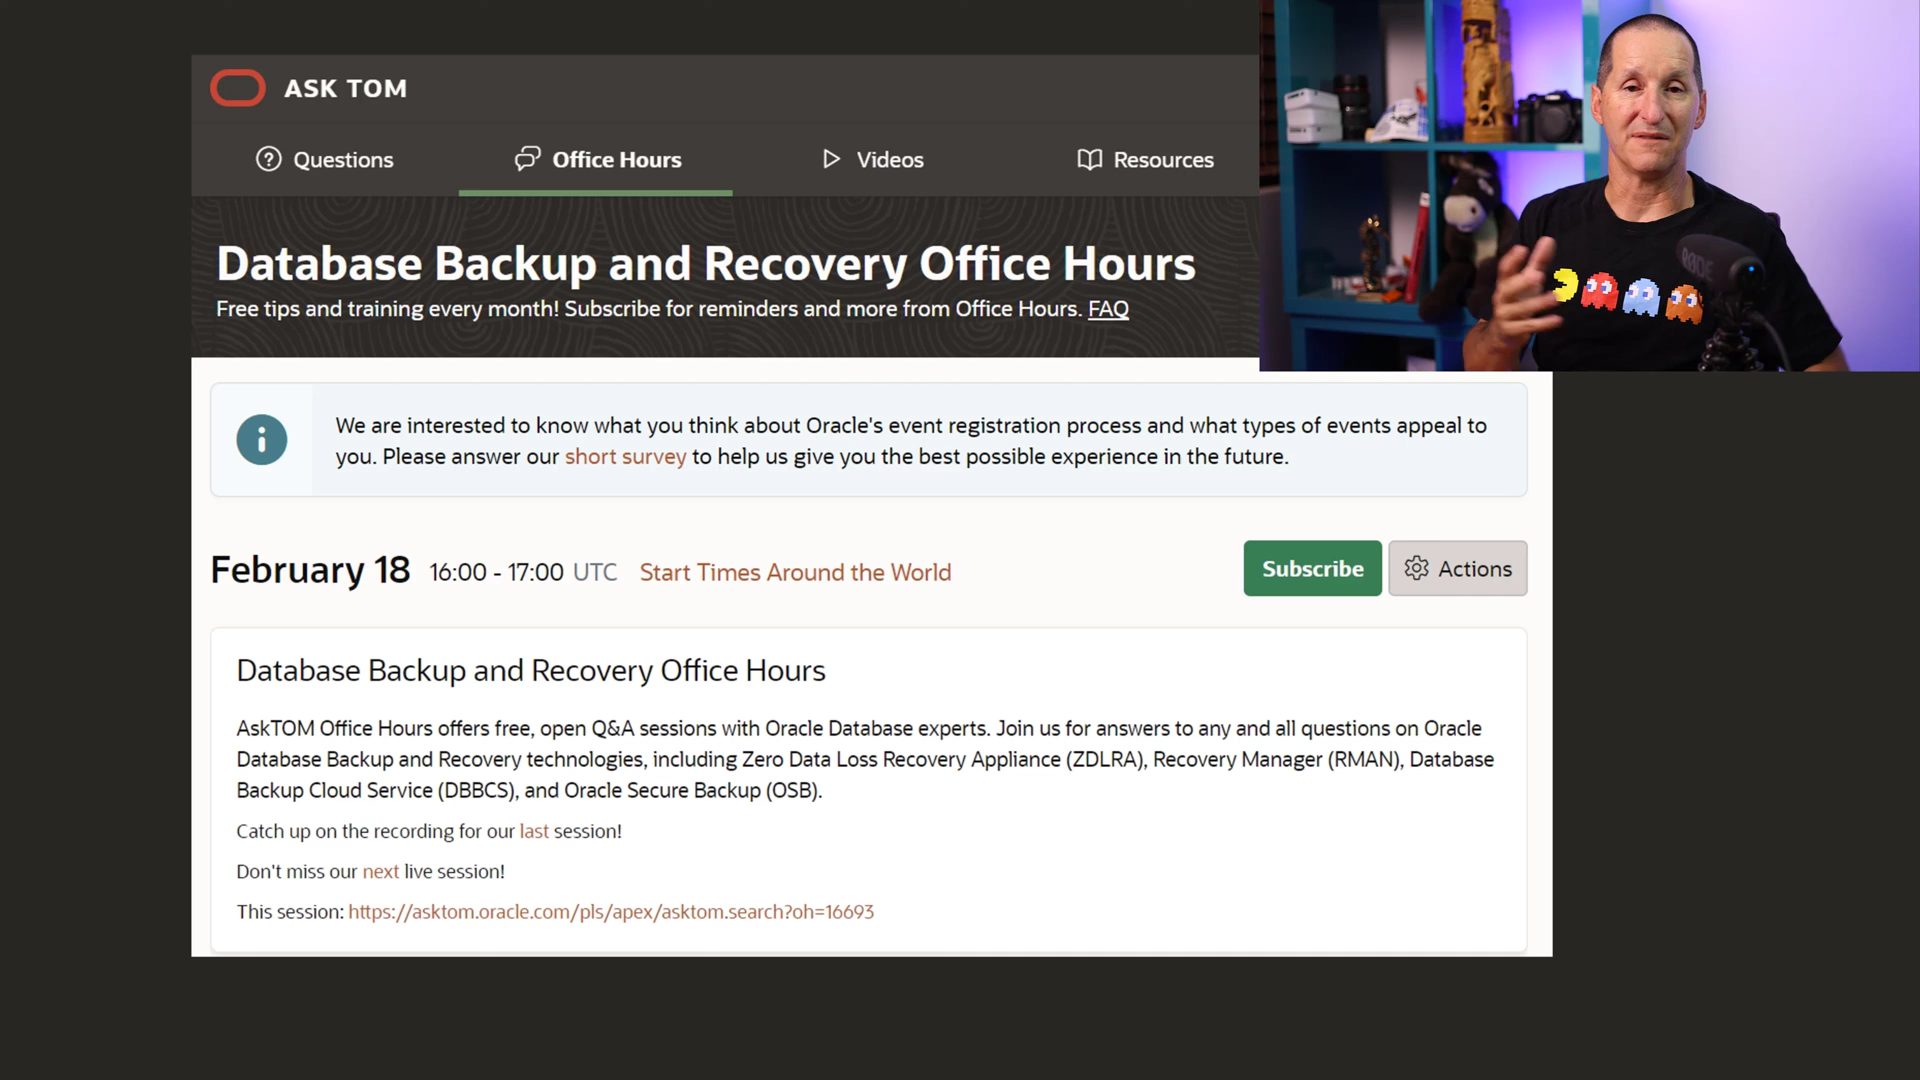 ASK TOM
Questions
Office Hours
Videos
Resources
Database Backup and Recovery Office Hours
Free tips and training every month! Subscribe for reminders and more from Office Hours. FAQ
We are interested to know what you think about Oracle's event registration process and what types of events appeal to
you. Please answer our short survey to help us give you the best possible experience in the future.
February 18 16:00 - 17:00 UTC Start Times Around the World
Subscribe
Actions
Database Backup and Recovery Office Hours
AskTOM Office Hours offers free, open Q&A sessions with Oracle Database experts. Join us for answers to any and all questions on Oracle
Database Backup and Recovery technologies, including Zero Data Loss Recovery Appliance (ZDLRA), Recovery Manager (RMAN), Database
Backup Cloud Service (DBBCS), and Oracle Secure Backup (OSB).
Catch up on the recording for our last session!
Don't miss our next live session!
This session: https://asktom.oracle.com/pls/apex/asktom.search?oh=16693
RØDE